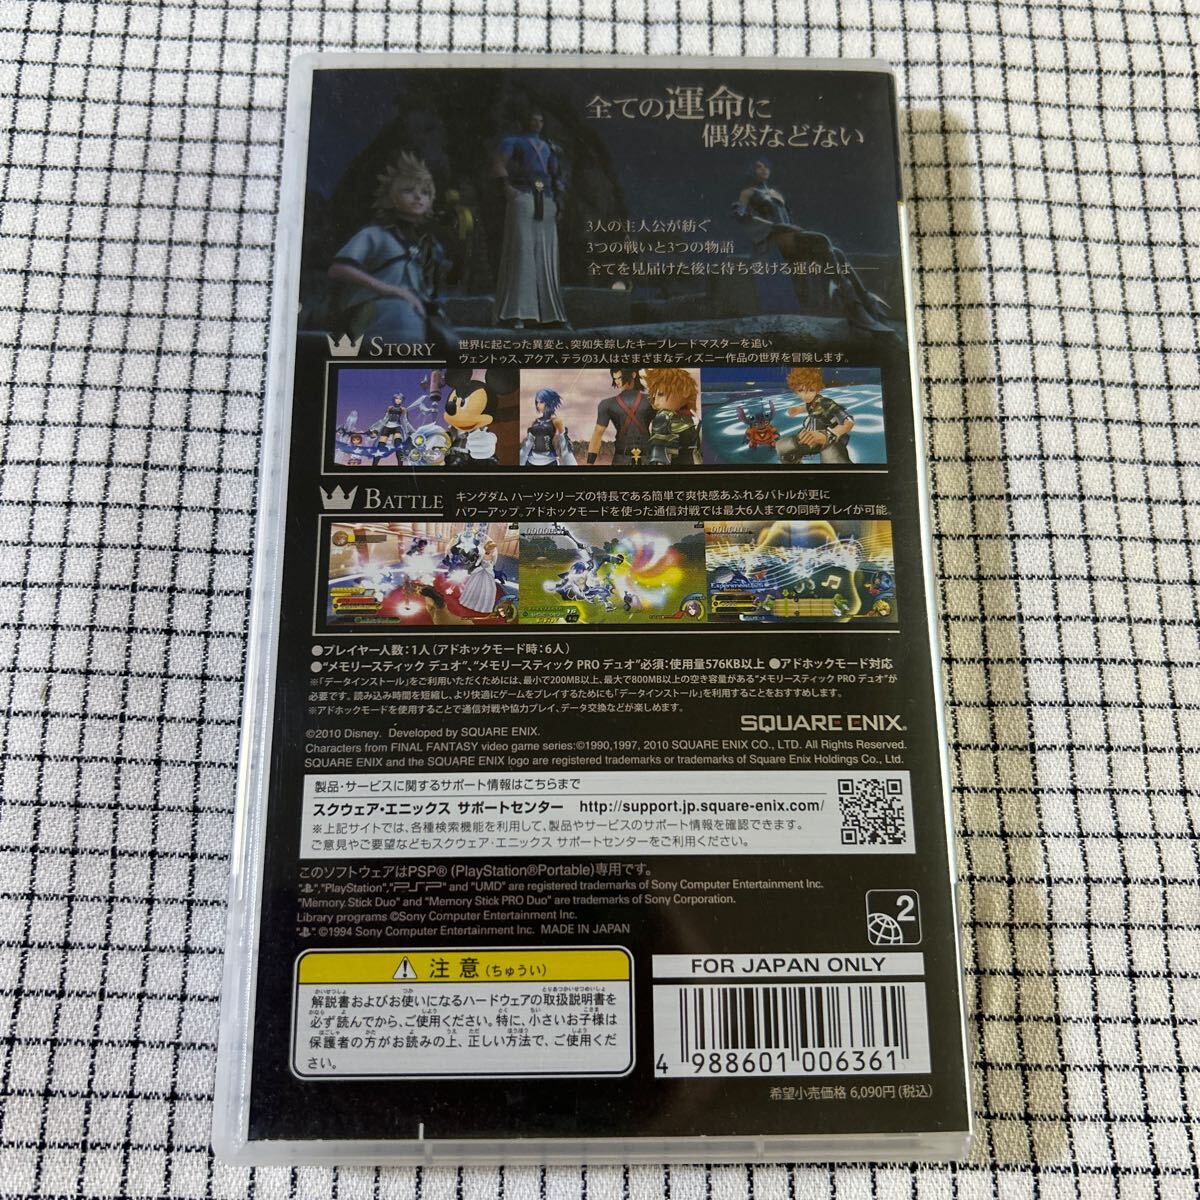 全ての運命に
偶然などない
3人の主人公が紡ぐ
3つの戦いと3つの物語
全てを見届けた後に待ち受ける運命とは――
STORY
世界に起こった異変と、突如失踪したキーブレードマスターを追い
ヴェントゥス、アクア、テラの3人はさまざまなディズニー作品の世界を冒険します。
BATTLE
キングダム ハーツシリーズの特長である簡単で爽快感あふれるバトルが更に
パワーアップ。アドホックモードを使った通信対戦では最大6人までの同時プレイが可能。
●プレイヤー人数：1人（アドホックモード時：6人）
●“メモリースティック デュオ”、“メモリースティック PRO デュオ”必須：使用量576KB以上 ●アドホックモード対応
※「データインストール」をご利用いただくためには、最小で200MB以上、最大で800MB以上の空き容量がある“メモリースティック PRO デュオ”が
必要です。読み込み時間を短縮し、より快適にゲームをプレイするためにも「データインストール」を利用することをおすすめします。
※アドホックモードを使用することで通信対戦や協力プレイ、データ交換などが楽しめます。
SQUARE ENIX.
©2010 Disney. Developed by SQUARE ENIX.
Characters from FINAL FANTASY video game series:©1990,1997, 2010 SQUARE ENIX CO., LTD. All Rights Reserved.
SQUARE ENIX and the SQUARE ENIX logo are registered trademarks or trademarks of Square Enix Holdings Co., Ltd.
製品・サービスに関するサポート情報はこちらまで
スクウェア・エニックス サポートセンター http://support.jp.square-enix.com/
※上記サイトでは、各種検索機能を利用して、製品やサービスのサポート情報を確認できます。
ご意見やご要望などもスクウェア・エニックス サポートセンターをご利用ください。
このソフトウェアはPSP®(PlayStation®Portable)専用です。
" ", "PlayStation", "PSP" and "UMD" are registered trademarks of Sony Computer Entertainment Inc.
"Memory Stick Duo" and "Memory Stick PRO Duo" are trademarks of Sony Corporation.
Library programs ©Sony Computer Entertainment Inc.
" " ©1994 Sony Computer Entertainment Inc. MADE IN JAPAN
2
注意（ちゅうい）
解説書およびお使いになるハードウェアの取扱説明書を
必ず読んでから、ご使用ください。特に、小さいお子様は
保護者の方がお読みの上、正しい方法で、ご使用くだ
さい。
FOR JAPAN ONLY
4 988601 006361
希望小売価格 6,090円（税込）